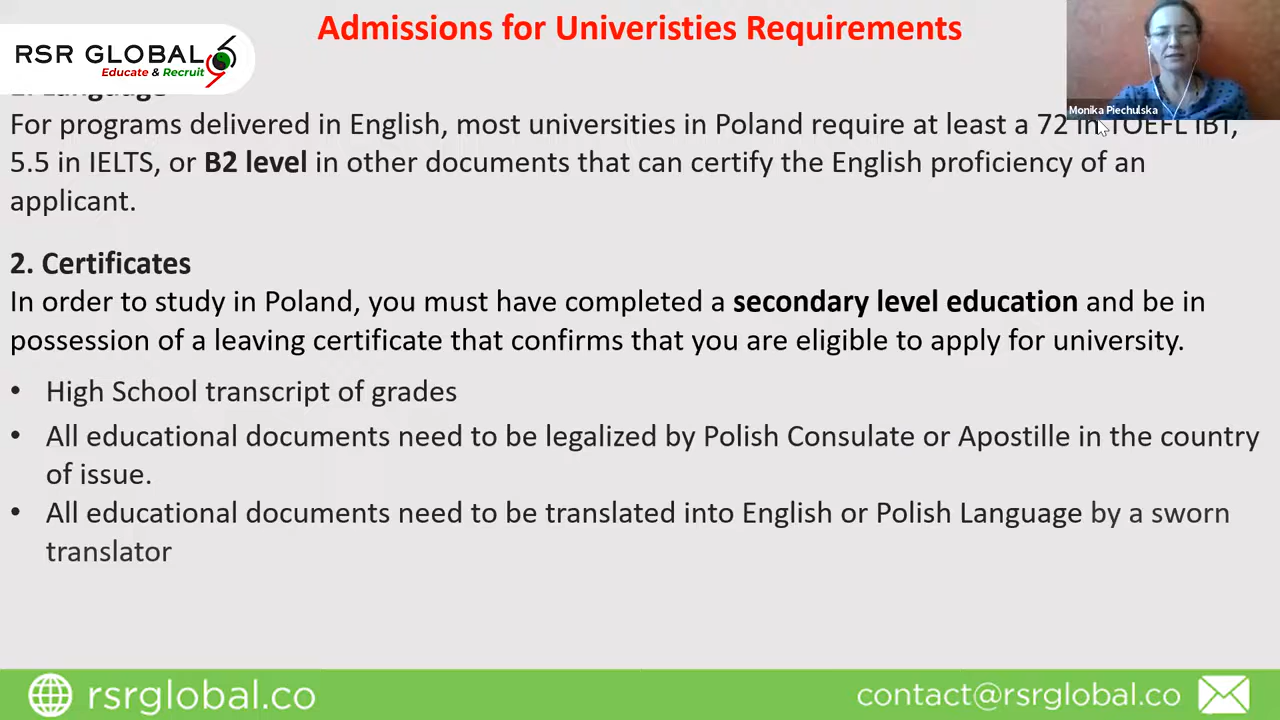 Admissions for Univeristies Requirements
RSR GLOBAL
Educate & Recruit
Monika Piechulska
1. Language
For programs delivered in English, most universities in Poland require at least a 72 in TOEFL iBT,
5.5 in IELTS, or B2 level in other documents that can certify the English proficiency of an
applicant.
2. Certificates
In order to study in Poland, you must have completed a secondary level education and be in
possession of a leaving certificate that confirms that you are eligible to apply for university.
• High School transcript of grades
• All educational documents need to be legalized by Polish Consulate or Apostille in the country
of issue.
• All educational documents need to be translated into English or Polish Language by a sworn
translator
rsrglobal.co
contact@rsrglobal.co